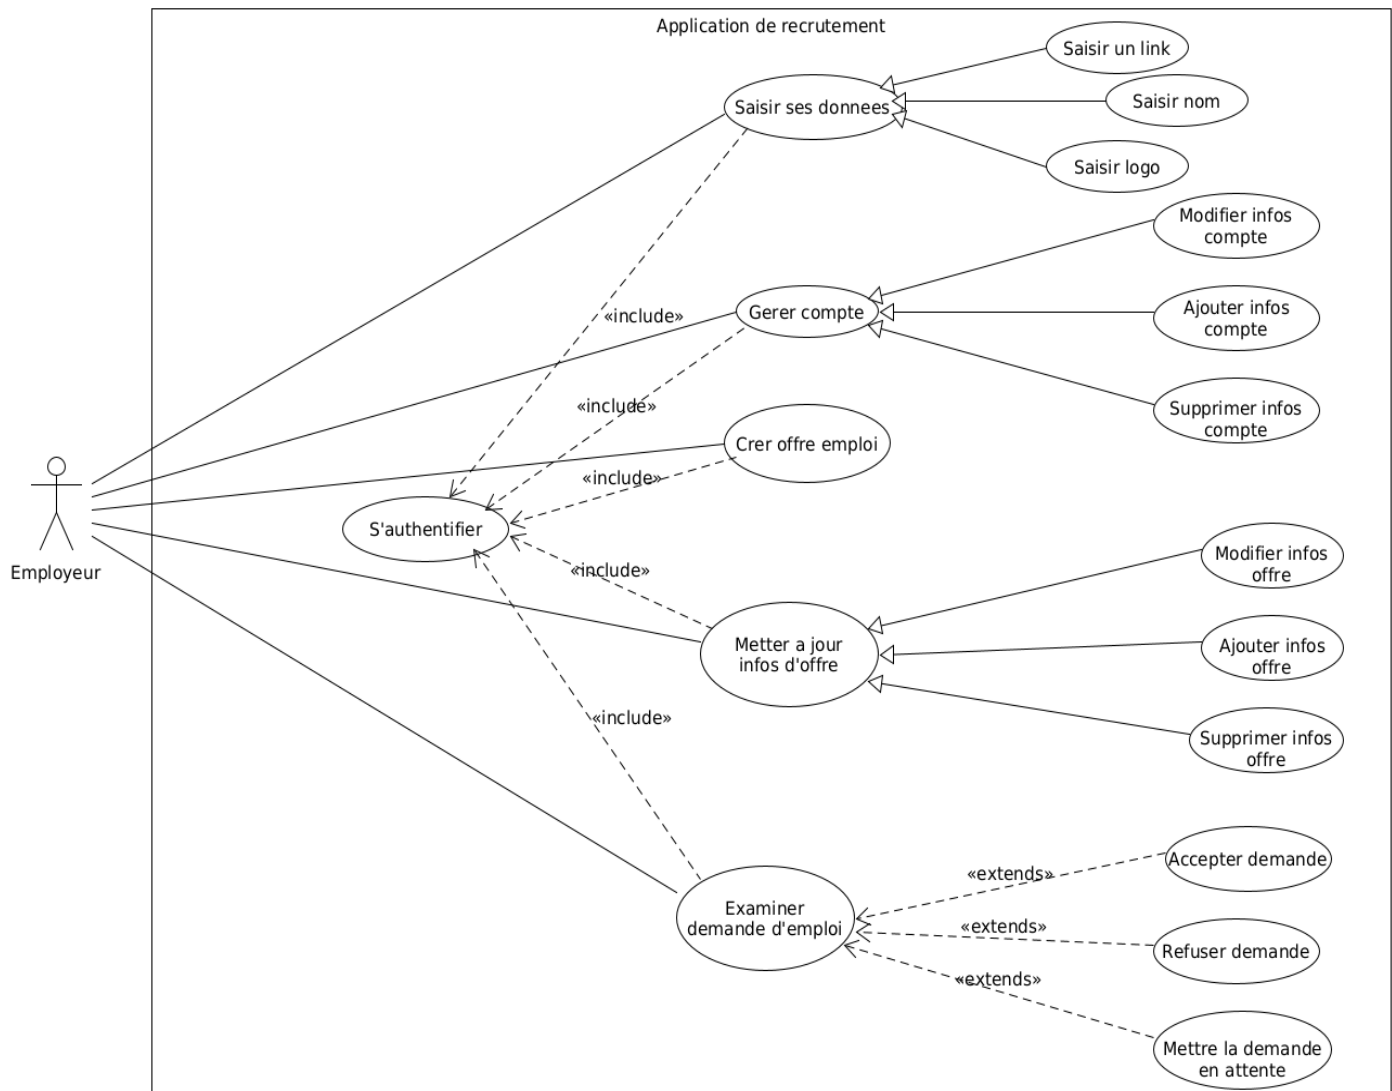 Application de recrutement
Saisir un link
Saisir ses donnees
Saisir nom
Saisir logo
Modifier infos
compte
«include»
Gerer compte
Ajouter infos
compte
«include»
Supprimer infos
compte
Crer offre emploi
«include»
S'authentifier
Employeur
«include»
Modifier infos
offre
Metter a jour
infos d'offre
Ajouter infos
offre
«include»
Supprimer infos
offre
«extends»
Accepter demande
Examiner
demande d'emploi
«extends»
Refuser demande
«extends»
Mettre la demande
en attente